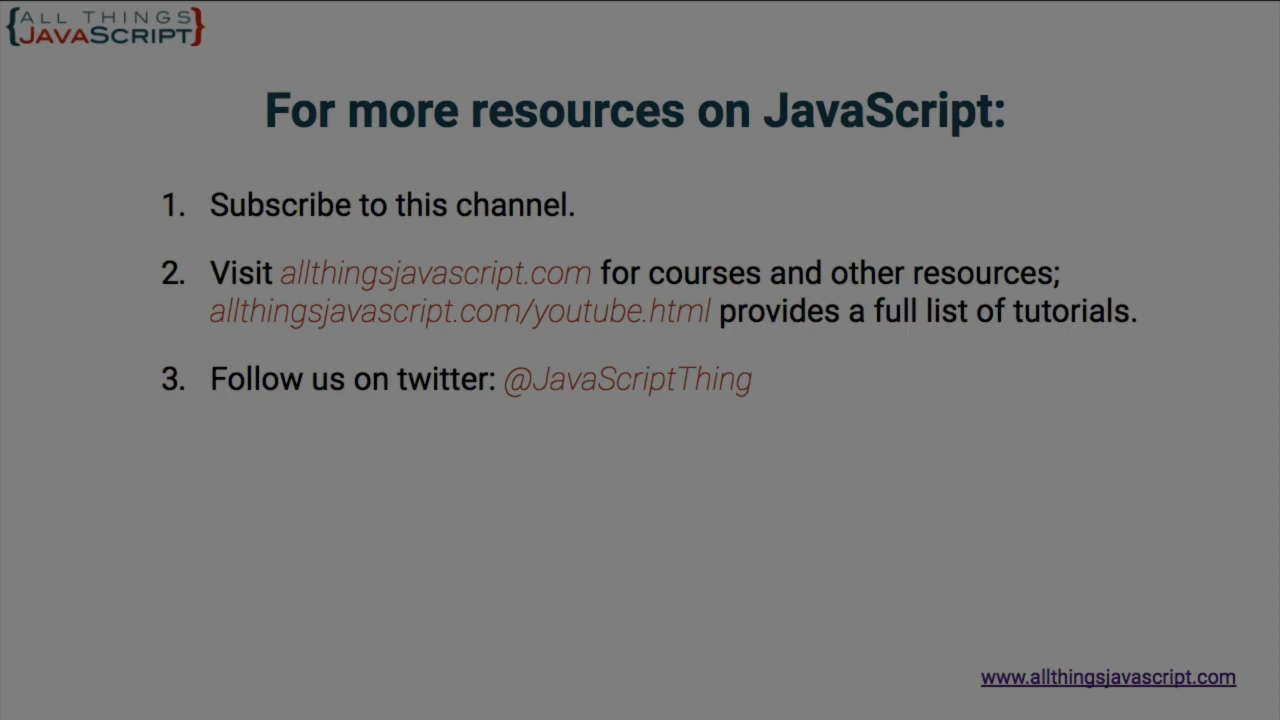 {ALL THINGS
JAVASCRIPT}
For more resources on JavaScript:
1. Subscribe to this channel.
2. Visit allthingsjavascript.com for courses and other resources;
allthingsjavascript.com/youtube.html provides a full list of tutorials.
3. Follow us on twitter: @JavaScriptThing
www.allthingsjavascript.com